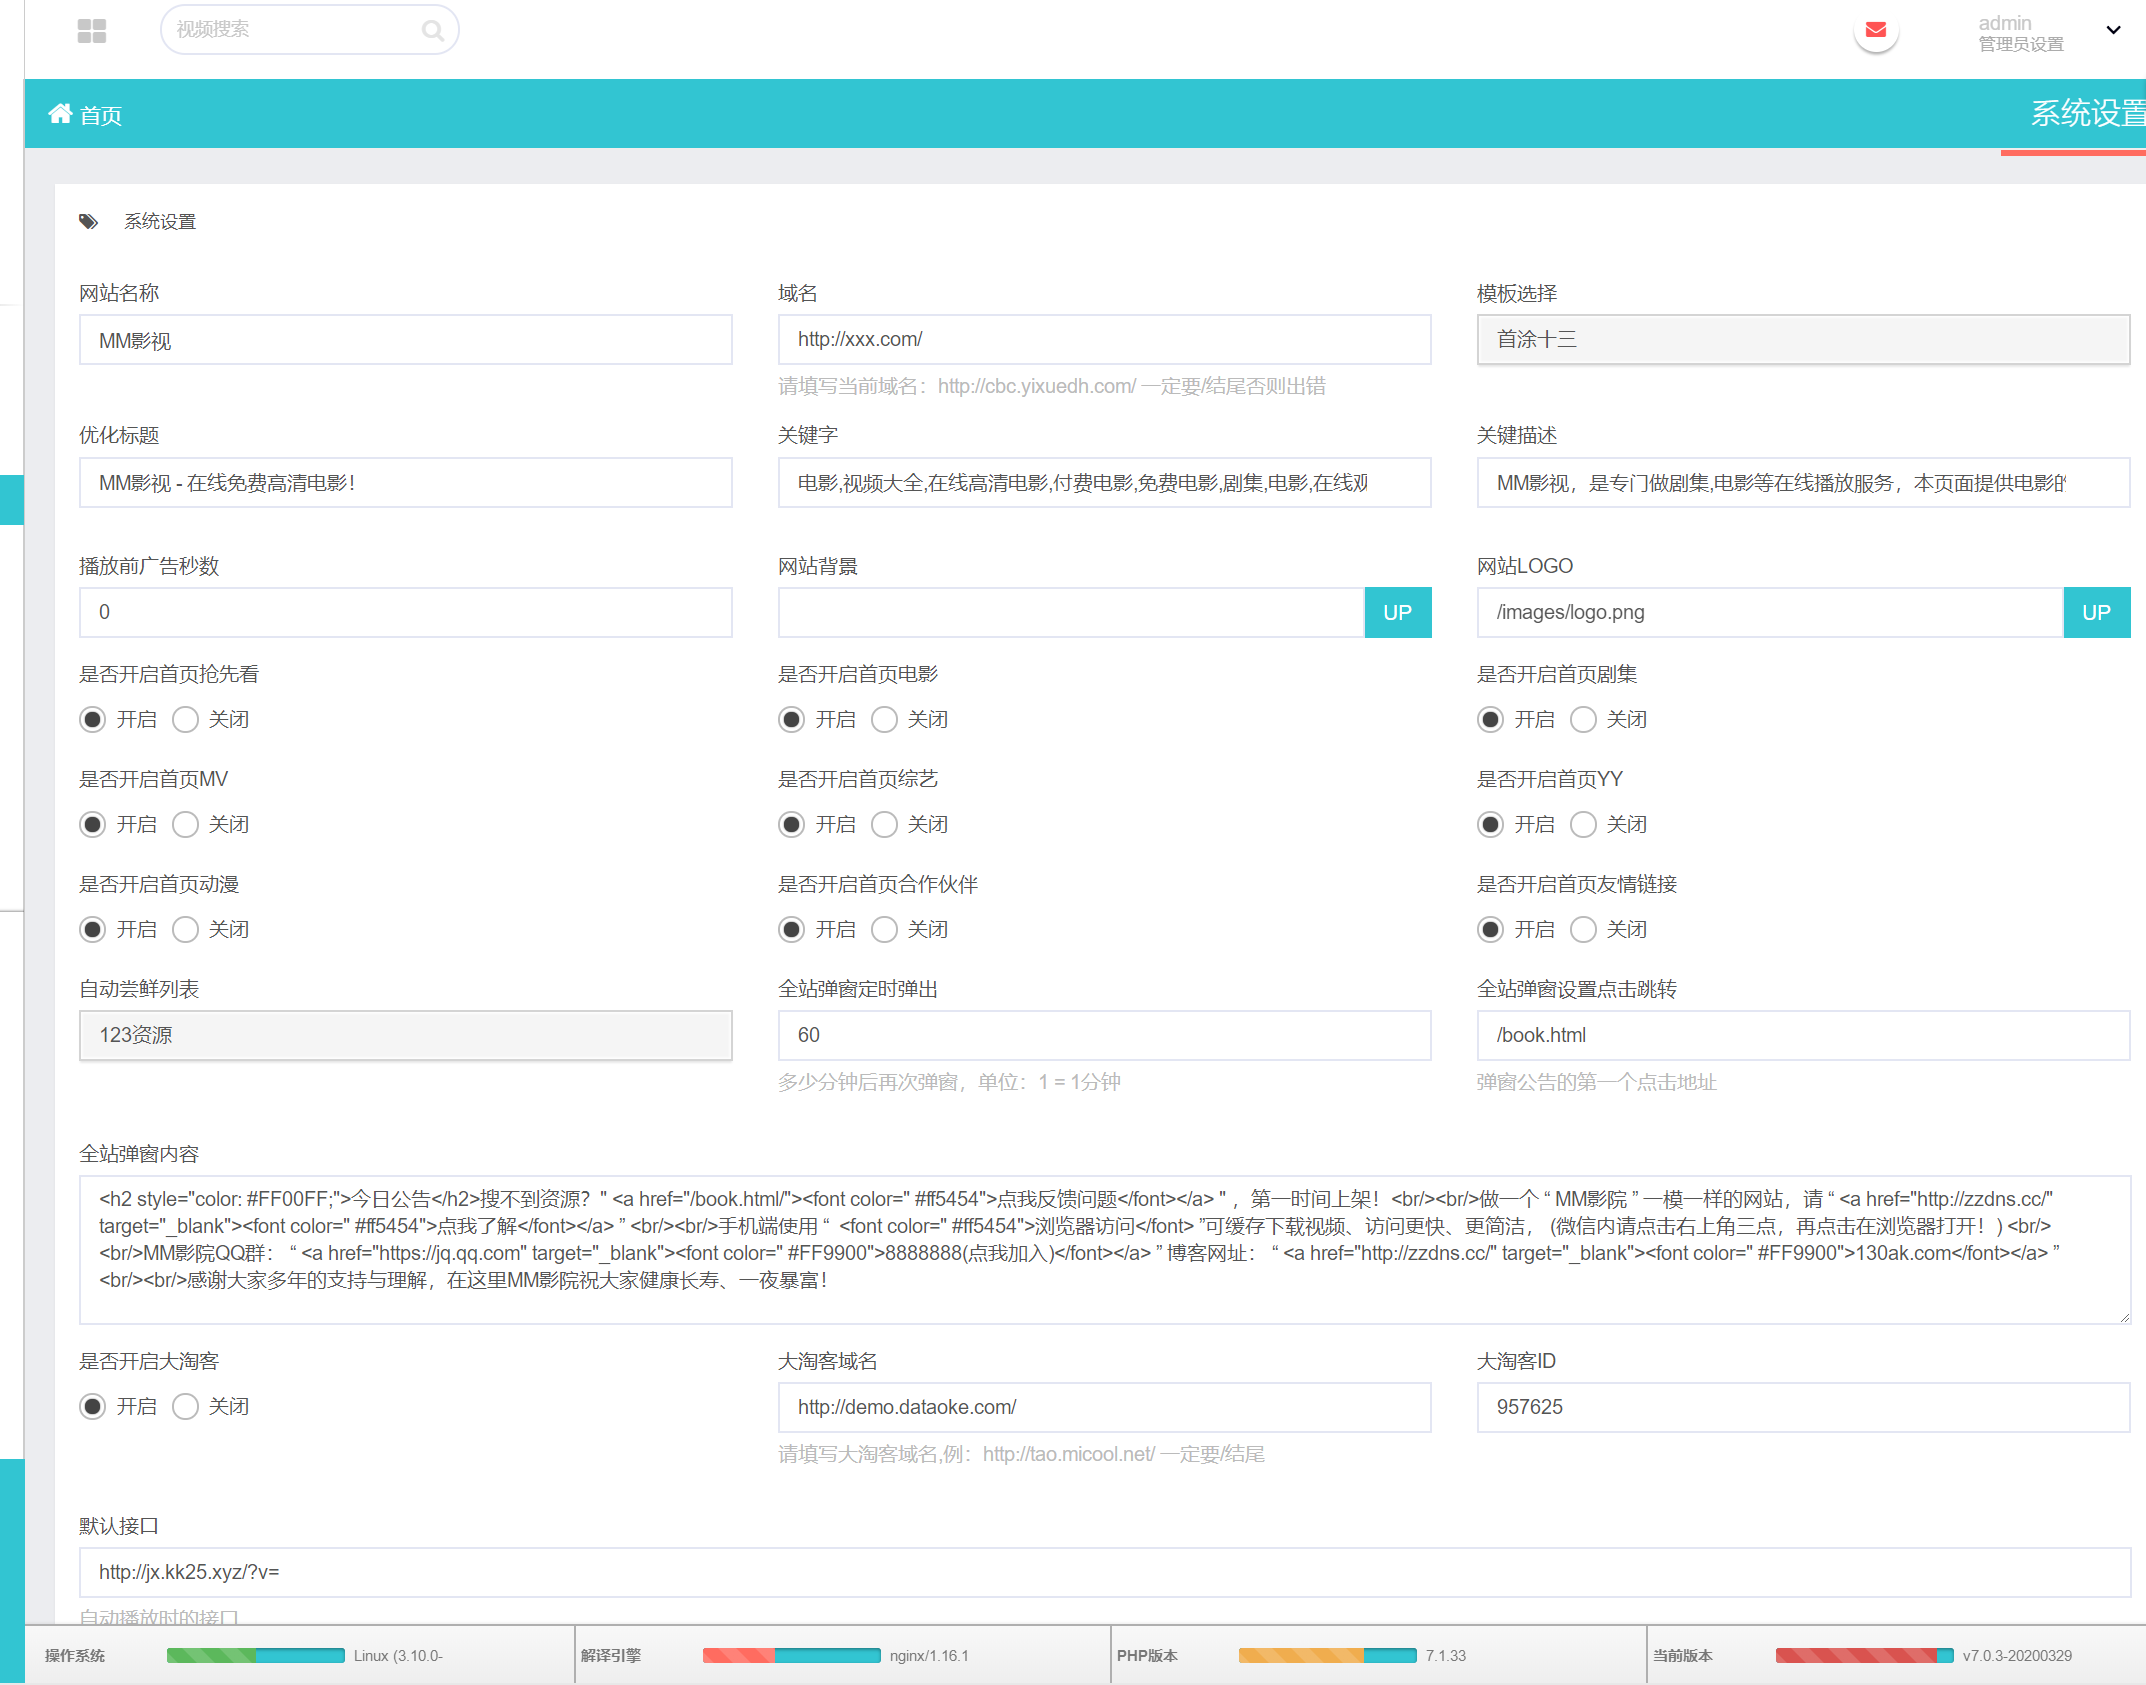 视频搜索
admin
管理员设置
首页
系统设置
系统设置
网站名称
域名
模板选择
MM影视
http://xxx.com/
首涂十三
请填写当前域名：http://cbc.yixuedh.com/ 一定要/结尾否则出错
优化标题
关键字
关键描述
MM影视 - 在线免费高清电影！
电影,视频大全,在线高清电影,付费电影,免费电影,剧集,电影,在线观
MM影视，是专门做剧集,电影等在线播放服务，本页面提供电影的
播放前广告秒数
网站背景
网站LOGO
0
UP
/images/logo.png
UP
是否开启首页抢先看
是否开启首页电影
是否开启首页剧集
开启 关闭
开启 关闭
开启 关闭
是否开启首页MV
是否开启首页综艺
是否开启首页YY
开启 关闭
开启 关闭
开启 关闭
是否开启首页动漫
是否开启首页合作伙伴
是否开启首页友情链接
开启 关闭
开启 关闭
开启 关闭
自动尝鲜列表
全站弹窗定时弹出
全站弹窗设置点击跳转
123资源
60
/book.html
多少分钟后再次弹窗，单位：1 = 1分钟
弹窗公告的第一个点击地址
全站弹窗内容
<h2 style="color: #FF00FF;">今日公告</h2>搜不到资源？" <a href="/book.html/"><font color=" #ff5454">点我反馈问题</font></a> " ，第一时间上架！<br/><br/>做一个 “ MM影院 ” 一模一样的网站，请 “ <a href="http://zzdns.cc/"
target="_blank"><font color=" #ff5454">点我了解</font></a> ” <br/><br/>手机端使用 “ <font color=" #ff5454">浏览器访问</font> ”可缓存下载视频、访问更快、更简洁，(微信内请点击右上角三点，再点击在浏览器打开！) <br/>
<br/>MM影院QQ群： “ <a href="https://jq.qq.com" target="_blank"><font color=" #FF9900">8888888(点我加入)</font></a> ” 博客网址： “ <a href="http://zzdns.cc/" target="_blank"><font color=" #FF9900">130ak.com</font></a> ”
<br/><br/>感谢大家多年的支持与理解，在这里MM影院祝大家健康长寿、一夜暴富！
是否开启大淘客
大淘客域名
大淘客ID
开启 关闭
http://demo.dataoke.com/
957625
请填写大淘客域名,例：http://tao.micool.net/ 一定要/结尾
默认接口
http://jx.kk25.xyz/?v=
自动播放时的接口
操作系统 Linux (3.10.0-
解译引擎 nginx/1.16.1
PHP版本 7.1.33
当前版本 v7.0.3-20200329